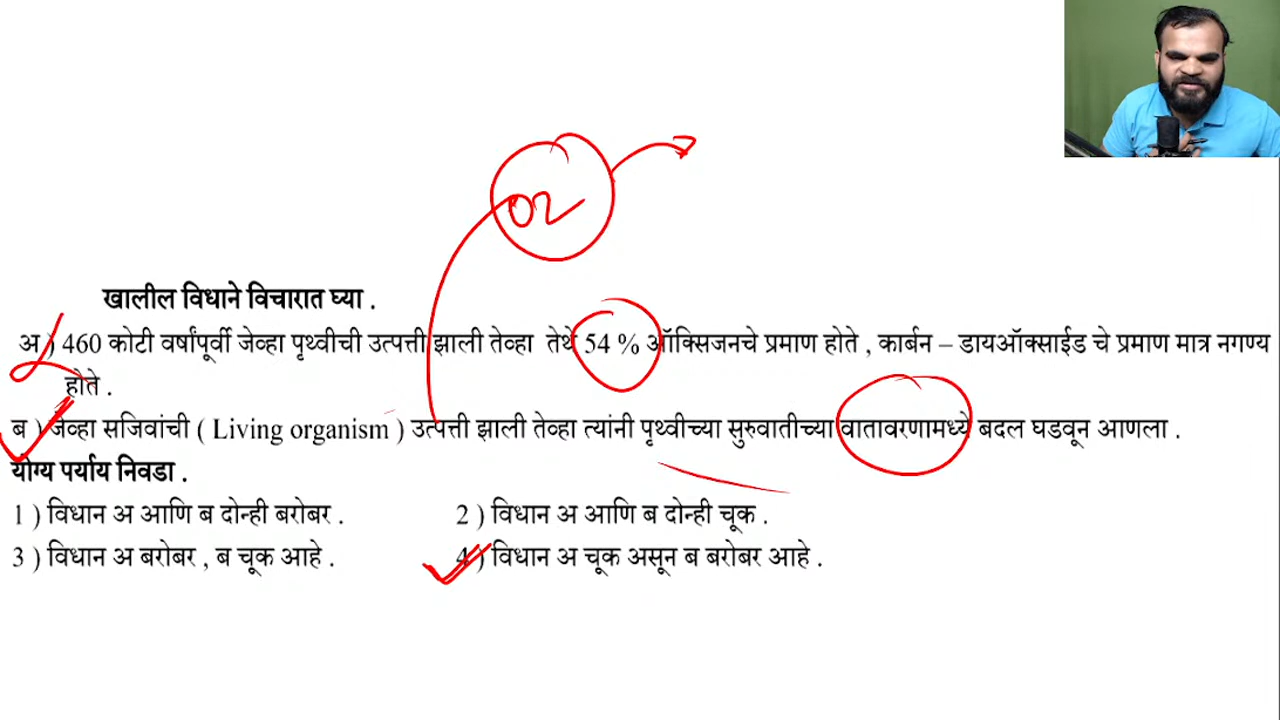 O2
खालील विधाने विचारात घ्या .
अ ) 460 कोटी वर्षांपूर्वी जेव्हा पृथ्वीची उत्पत्ती झाली तेव्हा तेथे 54 % ऑक्सिजनचे प्रमाण होते , कार्बन – डायऑक्साईड चे प्रमाण मात्र नगण्य
होते .
ब ) जेव्हा सजिवांची ( Living organism ) उत्पत्ती झाली तेव्हा त्यांनी पृथ्वीच्या सुरुवातीच्या वातावरणामध्ये बदल घडवून आणला .
योग्य पर्याय निवडा .
1 ) विधान अ आणि ब दोन्ही बरोबर . 2 ) विधान अ आणि ब दोन्ही चूक .
3 ) विधान अ बरोबर , ब चूक आहे . 4 ) विधान अ चूक असून ब बरोबर आहे .